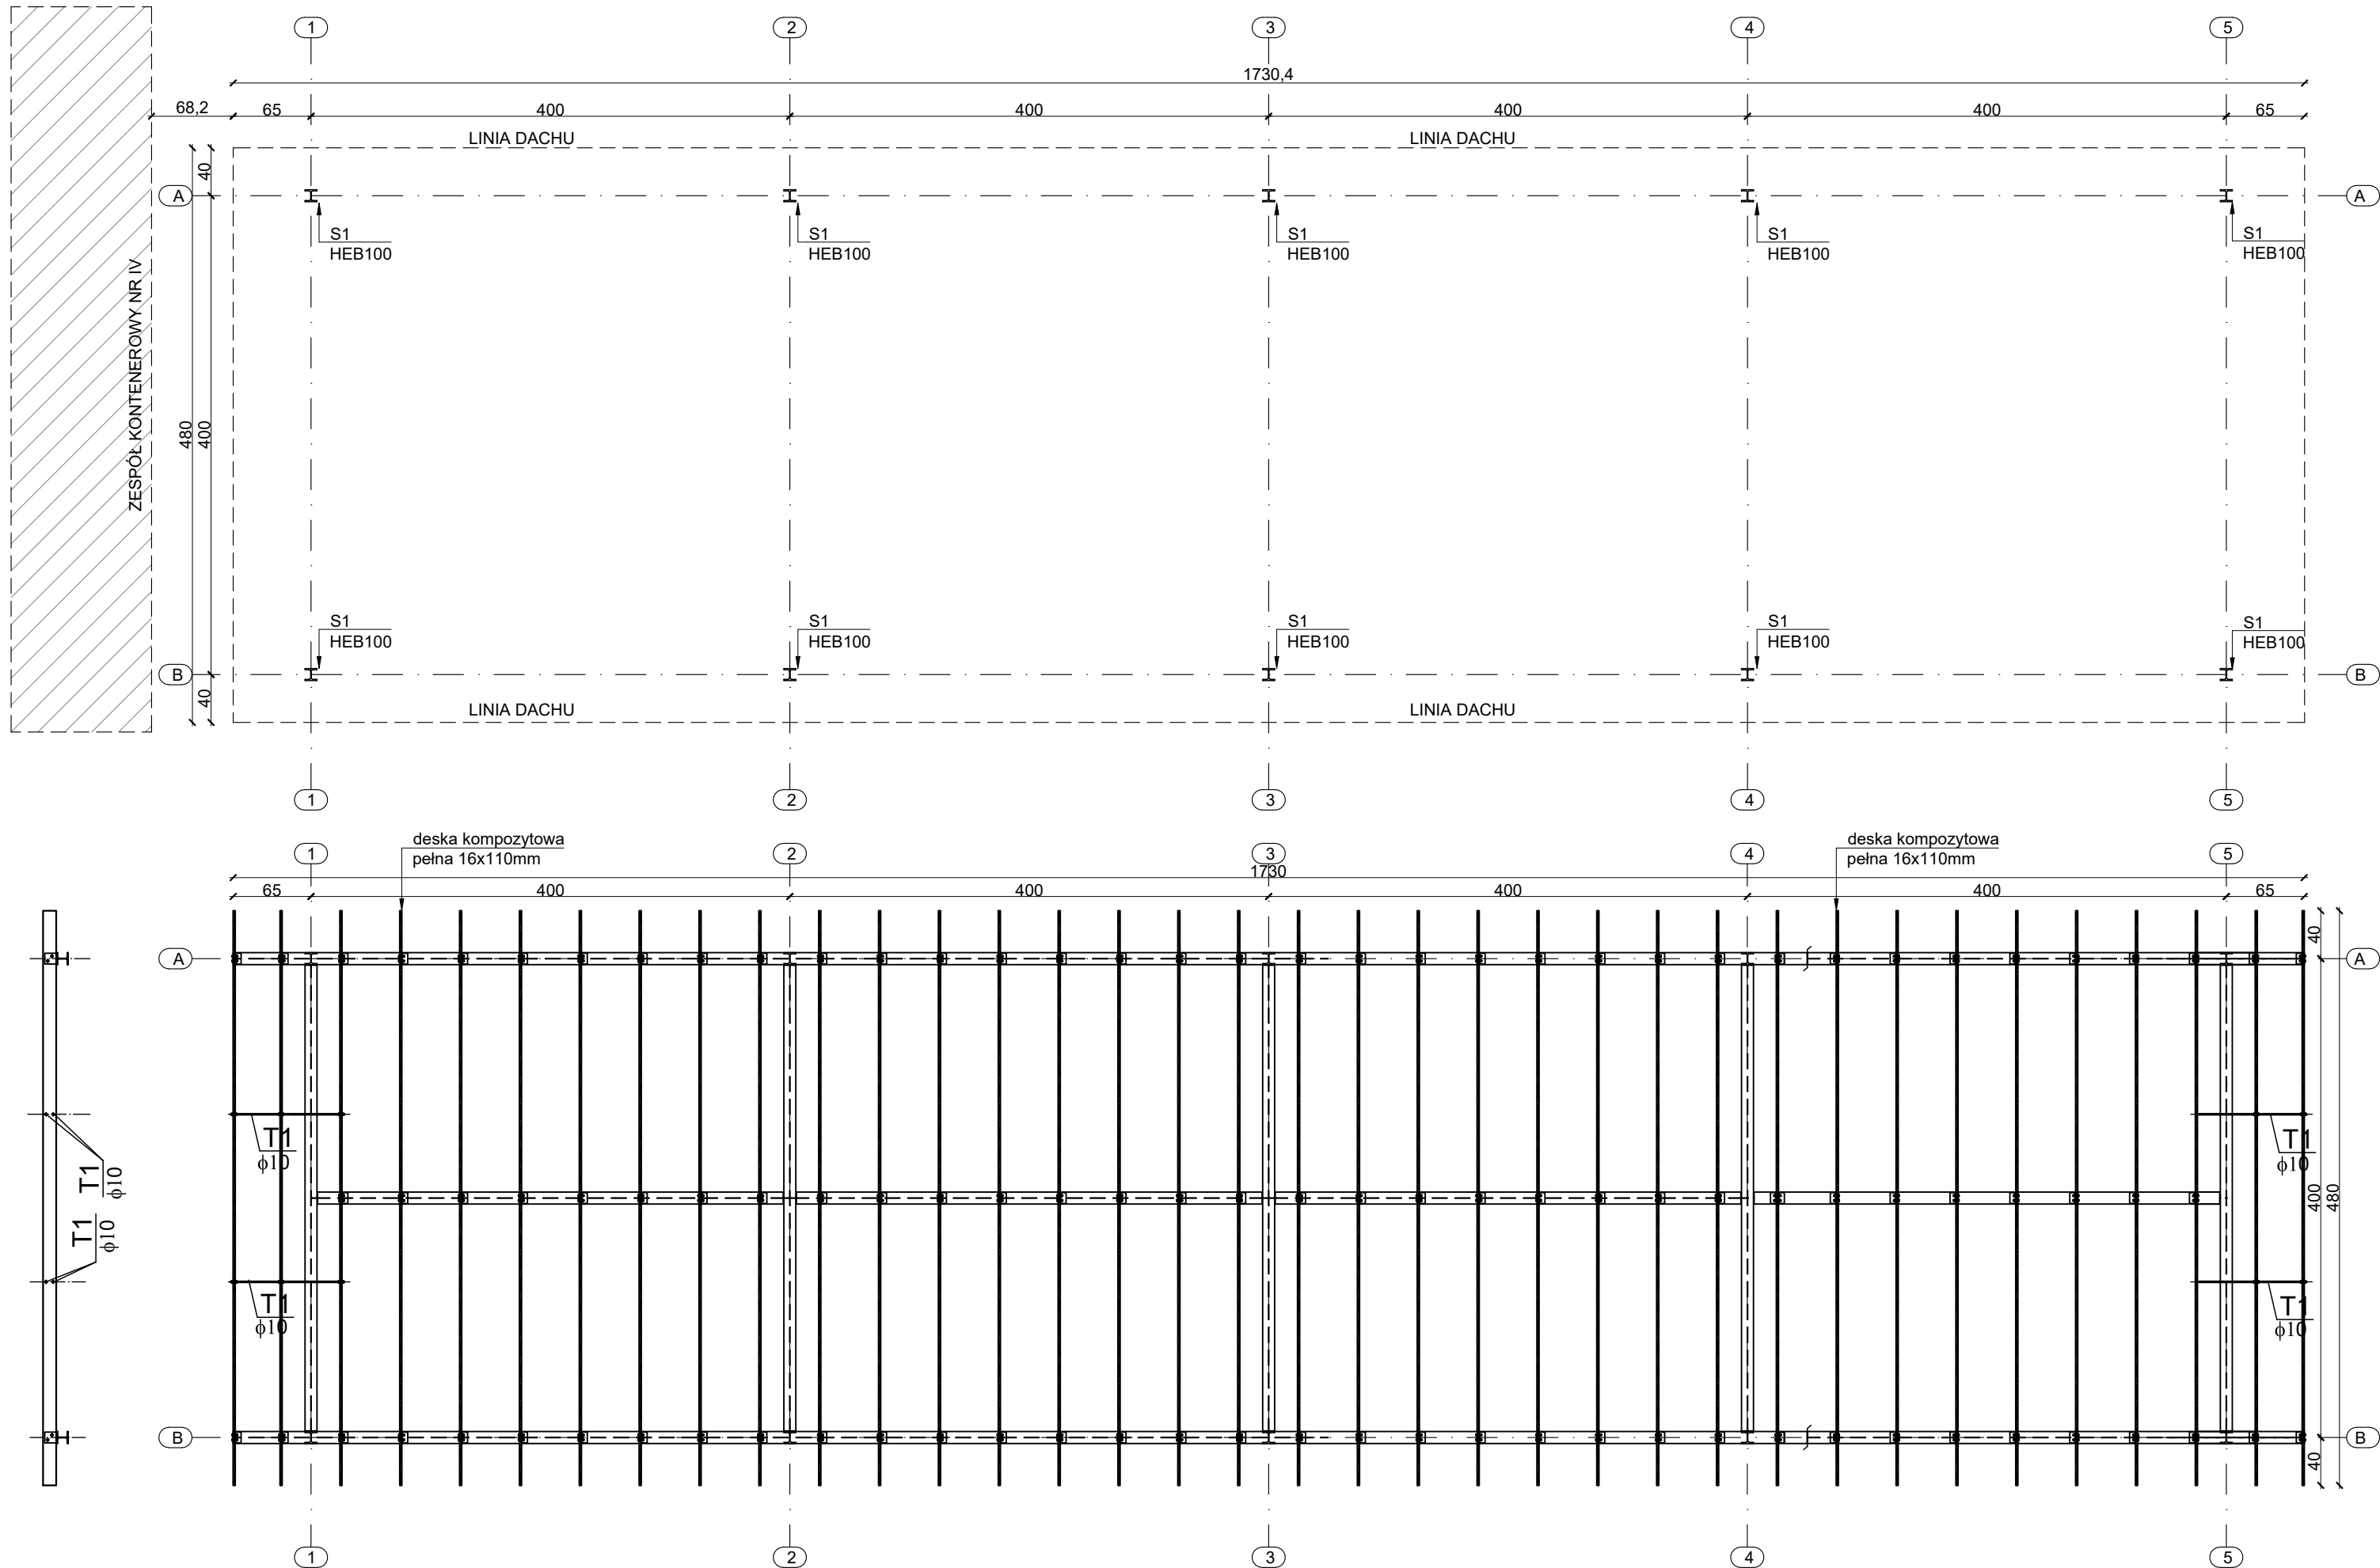 1
2
3
4
5
1730,4
68,2
65
400
400
400
400
65
LINIA DACHU
LINIA DACHU
40
A
A
S1
HEB100
S1
HEB100
S1
HEB100
S1
HEB100
S1
HEB100
ZESPÓŁ KONTENEROWY NR IV
480
400
S1
HEB100
S1
HEB100
S1
HEB100
S1
HEB100
S1
HEB100
B
B
40
LINIA DACHU
LINIA DACHU
1
2
3
4
5
deska kompozytowa
pełna 16x110mm
deska kompozytowa
pełna 16x110mm
1
2
3
4
5
1730
65
400
400
400
400
65
40
A
A
T1
ϕ10
T1
ϕ10
T1
ϕ10
T1
ϕ10
400
480
T1
ϕ10
T1
ϕ10
B
B
40
1
2
3
4
5